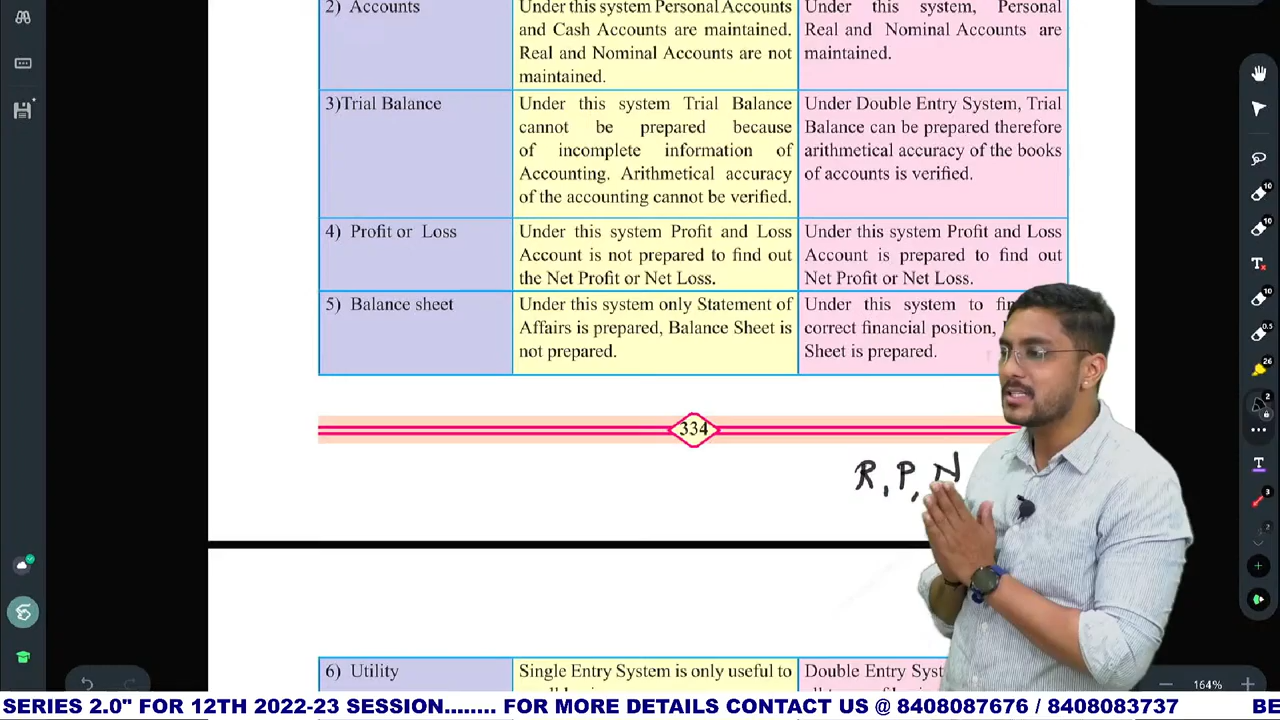 2) Accounts
Under this system Personal Accounts
and Cash Accounts are maintained.
Real and Nominal Accounts are not
maintained.
Under this system, Personal
Real and Nominal Accounts are
maintained.
3)Trial Balance
Under this system Trial Balance
cannot be prepared because
of incomplete information of
Accounting. Arithmetical accuracy
of the accounting cannot be verified.
Under Double Entry System, Trial
Balance can be prepared therefore
arithmetical accuracy of the books
of accounts is verified.
4) Profit or Loss
Under this system Profit and Loss
Account is not prepared to find out
the Net Profit or Net Loss.
Under this system Profit and Loss
Account is prepared to find out
Net Profit or Net Loss.
5) Balance sheet
Under this system only Statement of
Affairs is prepared, Balance Sheet is
not prepared.
Under this system to
correct financial position,
Sheet is prepared.
334
R, P, N
6) Utility
Single Entry System is only useful to
Double Entry
164%
SERIES 2.0" FOR 12TH 2022-23 SESSION........ FOR MORE DETAILS CONTACT US @ 8408087676 / 8408083737 BE